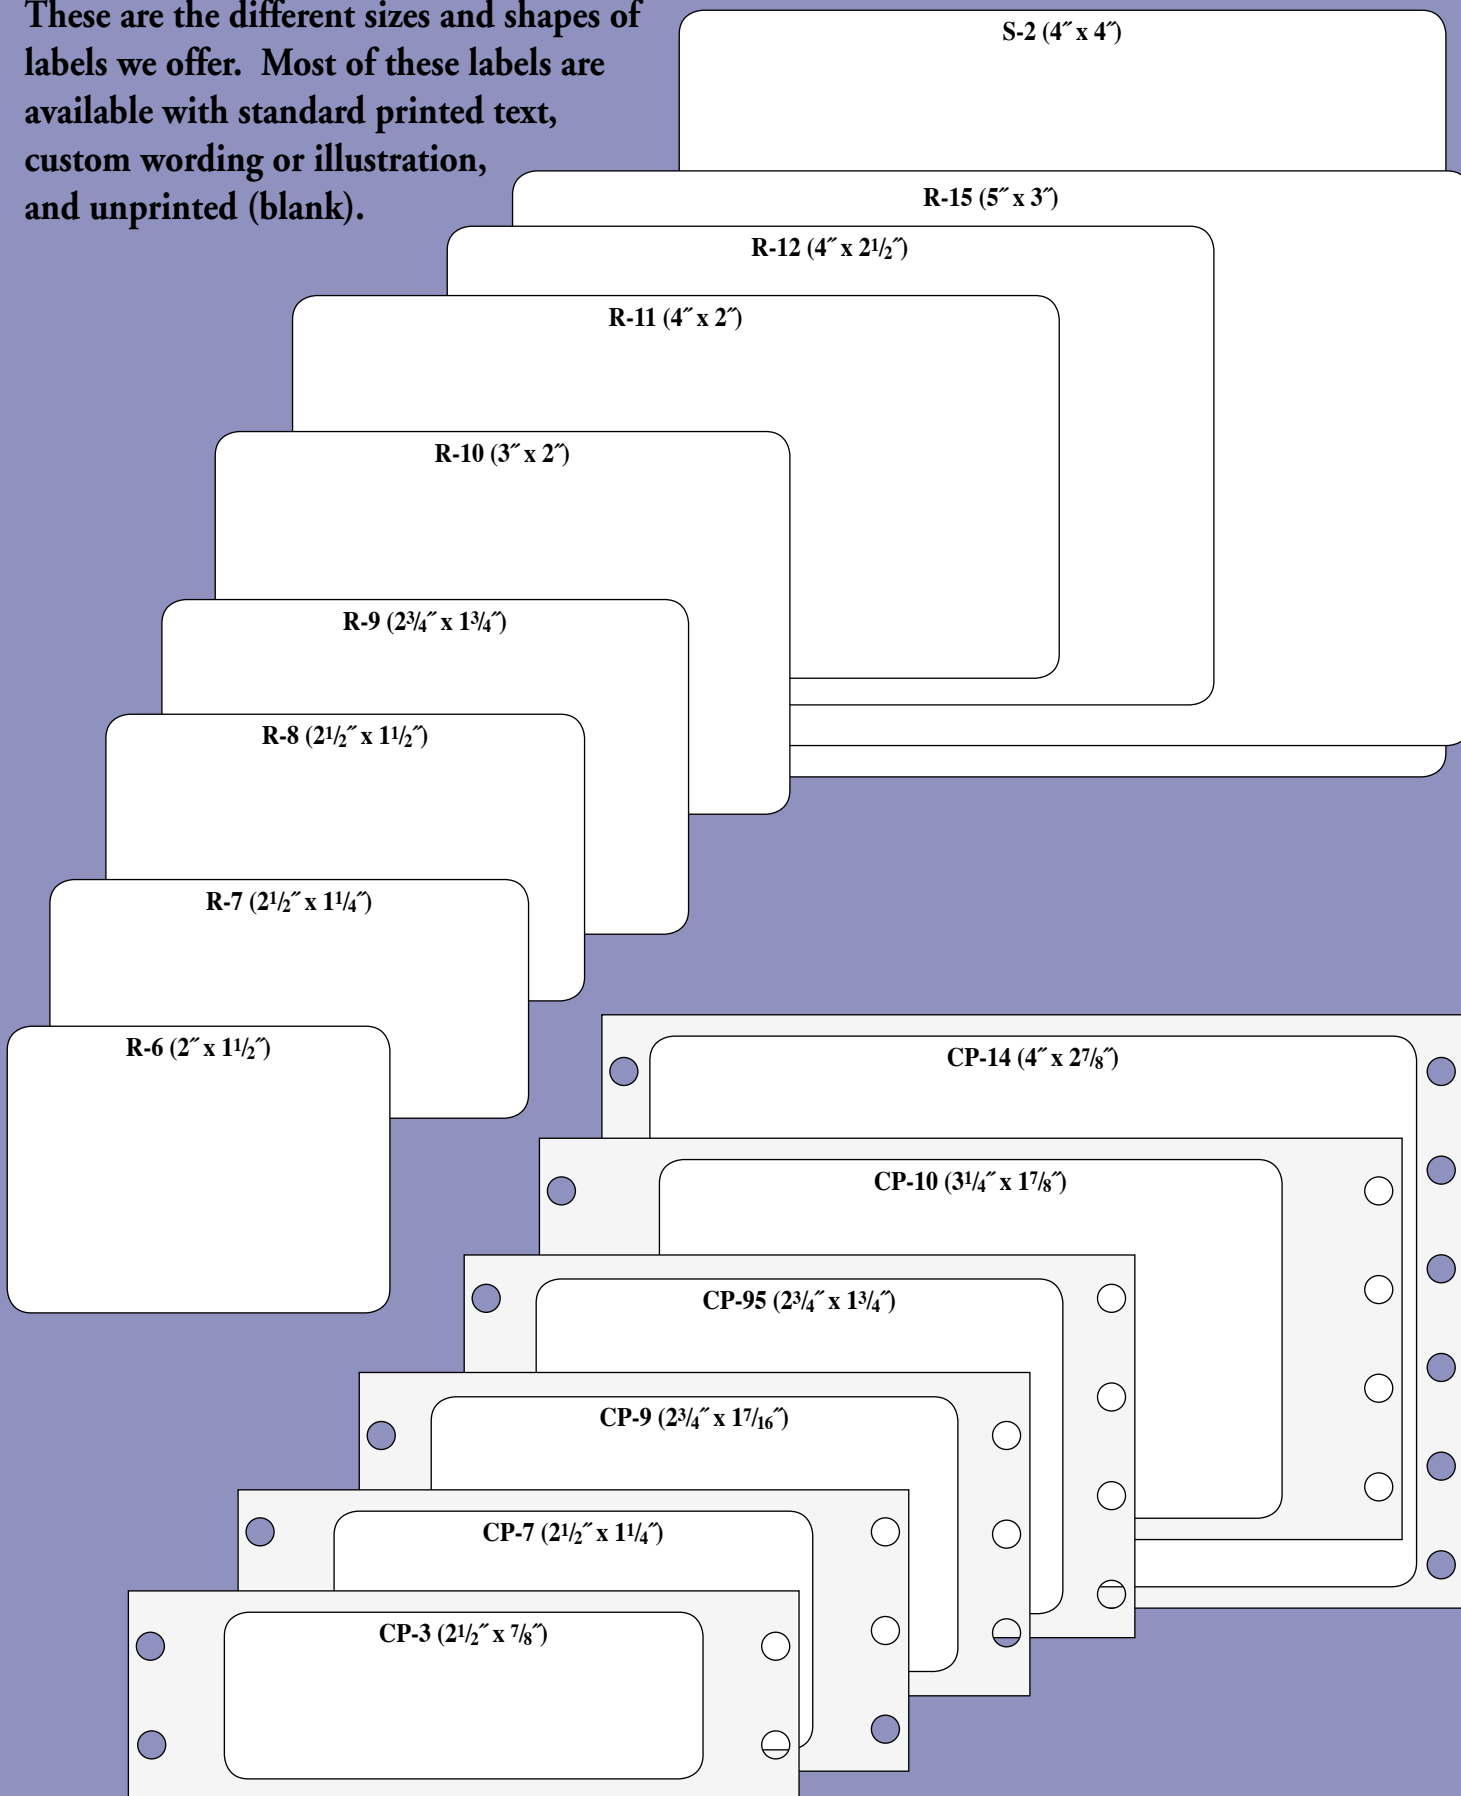 These are the different sizes and shapes of
labels we offer.  Most of these labels are
available with standard printed text,
custom wording or illustration,
and unprinted (blank).
S-2 (4˝ x 4˝)
R-15 (5˝ x 3˝)
R-12 (4˝ x 21/2˝)
R-11 (4˝ x 2˝)
R-10 (3˝ x 2˝)
R-9 (23/4˝ x 13/4˝)
R-8 (21/2˝ x 11/2˝)
R-7 (21/2˝ x 11/4˝)
R-6 (2˝ x 11/2˝)
CP-14 (4˝ x 27/8˝)
CP-10 (31/4˝ x 17/8˝)
CP-95 (23/4˝ x 13/4˝)
CP-9 (23/4˝ x 17/16˝)
CP-7 (21/2˝ x 11/4˝)
CP-3 (21/2˝ x 7/8˝)